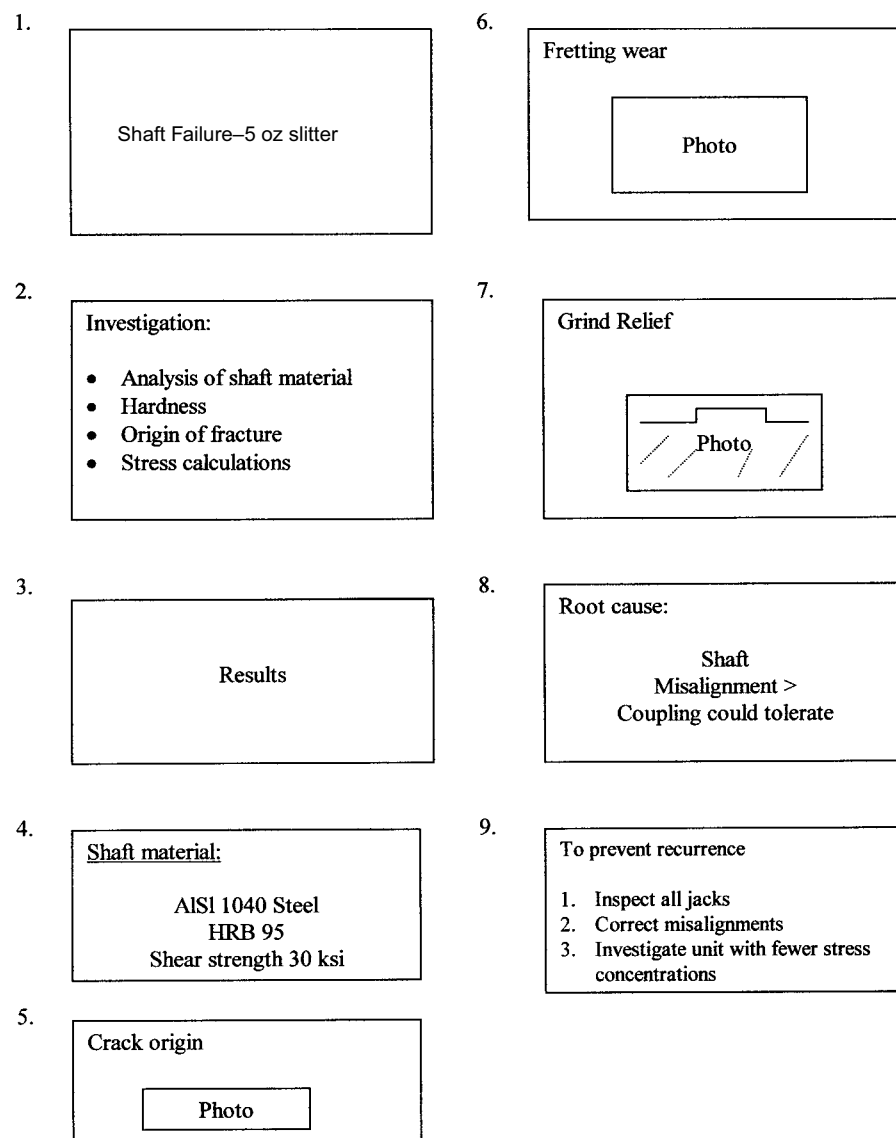 1.
Shaft Failure–5 oz slitter
2.
Investigation:
• Analysis of shaft material
• Hardness
• Origin of fracture
• Stress calculations
3.
Results
4.
Shaft material:
AlSl 1040 Steel
HRB 95
Shear strength 30 ksi
5.
Crack origin
Photo
6.
Fretting wear
Photo
7.
Grind Relief
Photo
8.
Root cause:
Shaft
Misalignment >
Coupling could tolerate
9.
To prevent recurrence
1. Inspect all jacks
2. Correct misalignments
3. Investigate unit with fewer stress
concentrations